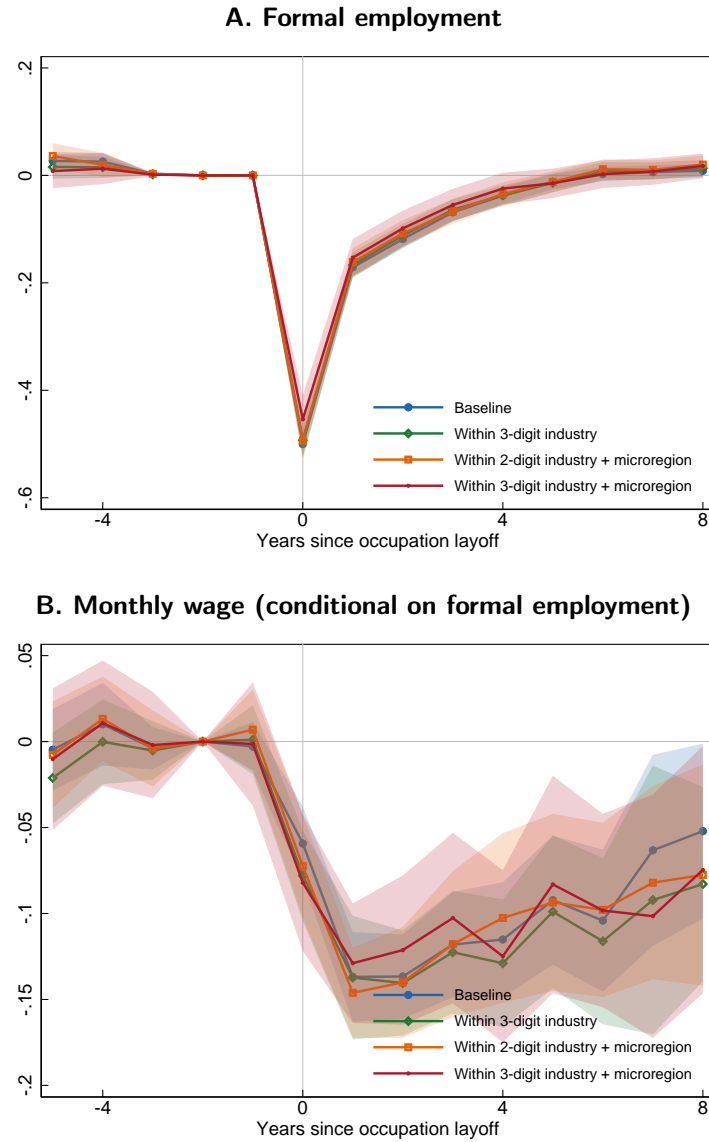 A. Formal employment
.2
0
-.2
-.4
-.6
Baseline
Within 3-digit industry
Within 2-digit industry + microregion
Within 3-digit industry + microregion
-4 0 4 8
Years since occupation layoff
B. Monthly wage (conditional on formal employment)
.05
0
-.05
-.1
-.15
-.2
Baseline
Within 3-digit industry
Within 2-digit industry + microregion
Within 3-digit industry + microregion
-4 0 4 8
Years since occupation layoff